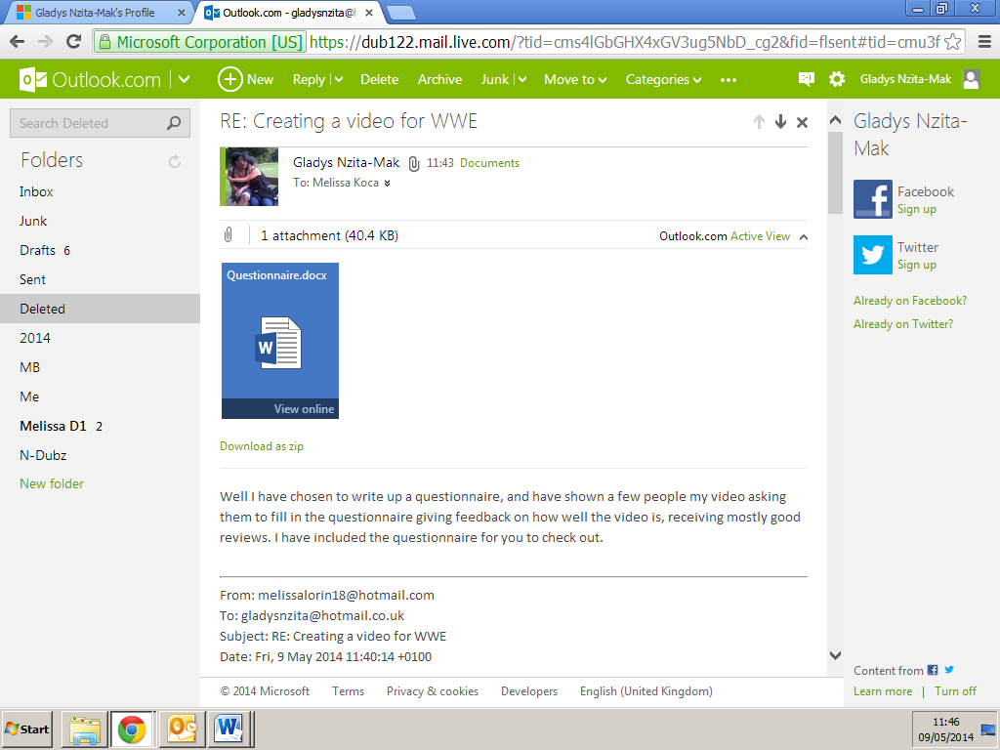 Gladys Nzita-Mak's Profile
Outlook.com - gladysnzita@
Microsoft Corporation [US] https://dub122.mail.live.com/?tid=cms4lGbGHX4xGV3ug5NbD_cg2&fid=flsent#tid=cmu3f
Outlook.com
New Reply Delete Archive Junk Move to Categories ••• Gladys Nzita-Mak
Search Deleted
Folders
Inbox
Junk
Drafts 6
Sent
Deleted
2014
MB
Me
Melissa D1 2
N-Dubz
New folder
RE: Creating a video for WWE
Gladys Nzita-Mak 11:43 Documents
To: Melissa Koca
1 attachment (40.4 KB) Outlook.com Active View
Questionnaire.docx
W
View online
Download as zip
Well I have chosen to write up a questionnaire, and have shown a few people my video asking
them to fill in the questionnaire giving feedback on how well the video is, receiving mostly good
reviews. I have included the questionnaire for you to check out.
From: melissalorin18@hotmail.com
To: gladysnzita@hotmail.co.uk
Subject: RE: Creating a video for WWE
Date: Fri, 9 May 2014 11:40:14 +0100
Gladys Nzita-
Mak
Facebook
Sign up
Twitter
Sign up
Already on Facebook?
Already on Twitter?
Content from
Learn more | Turn off
© 2014 Microsoft Terms Privacy & cookies Developers English (United Kingdom)
Start
11:46
09/05/2014